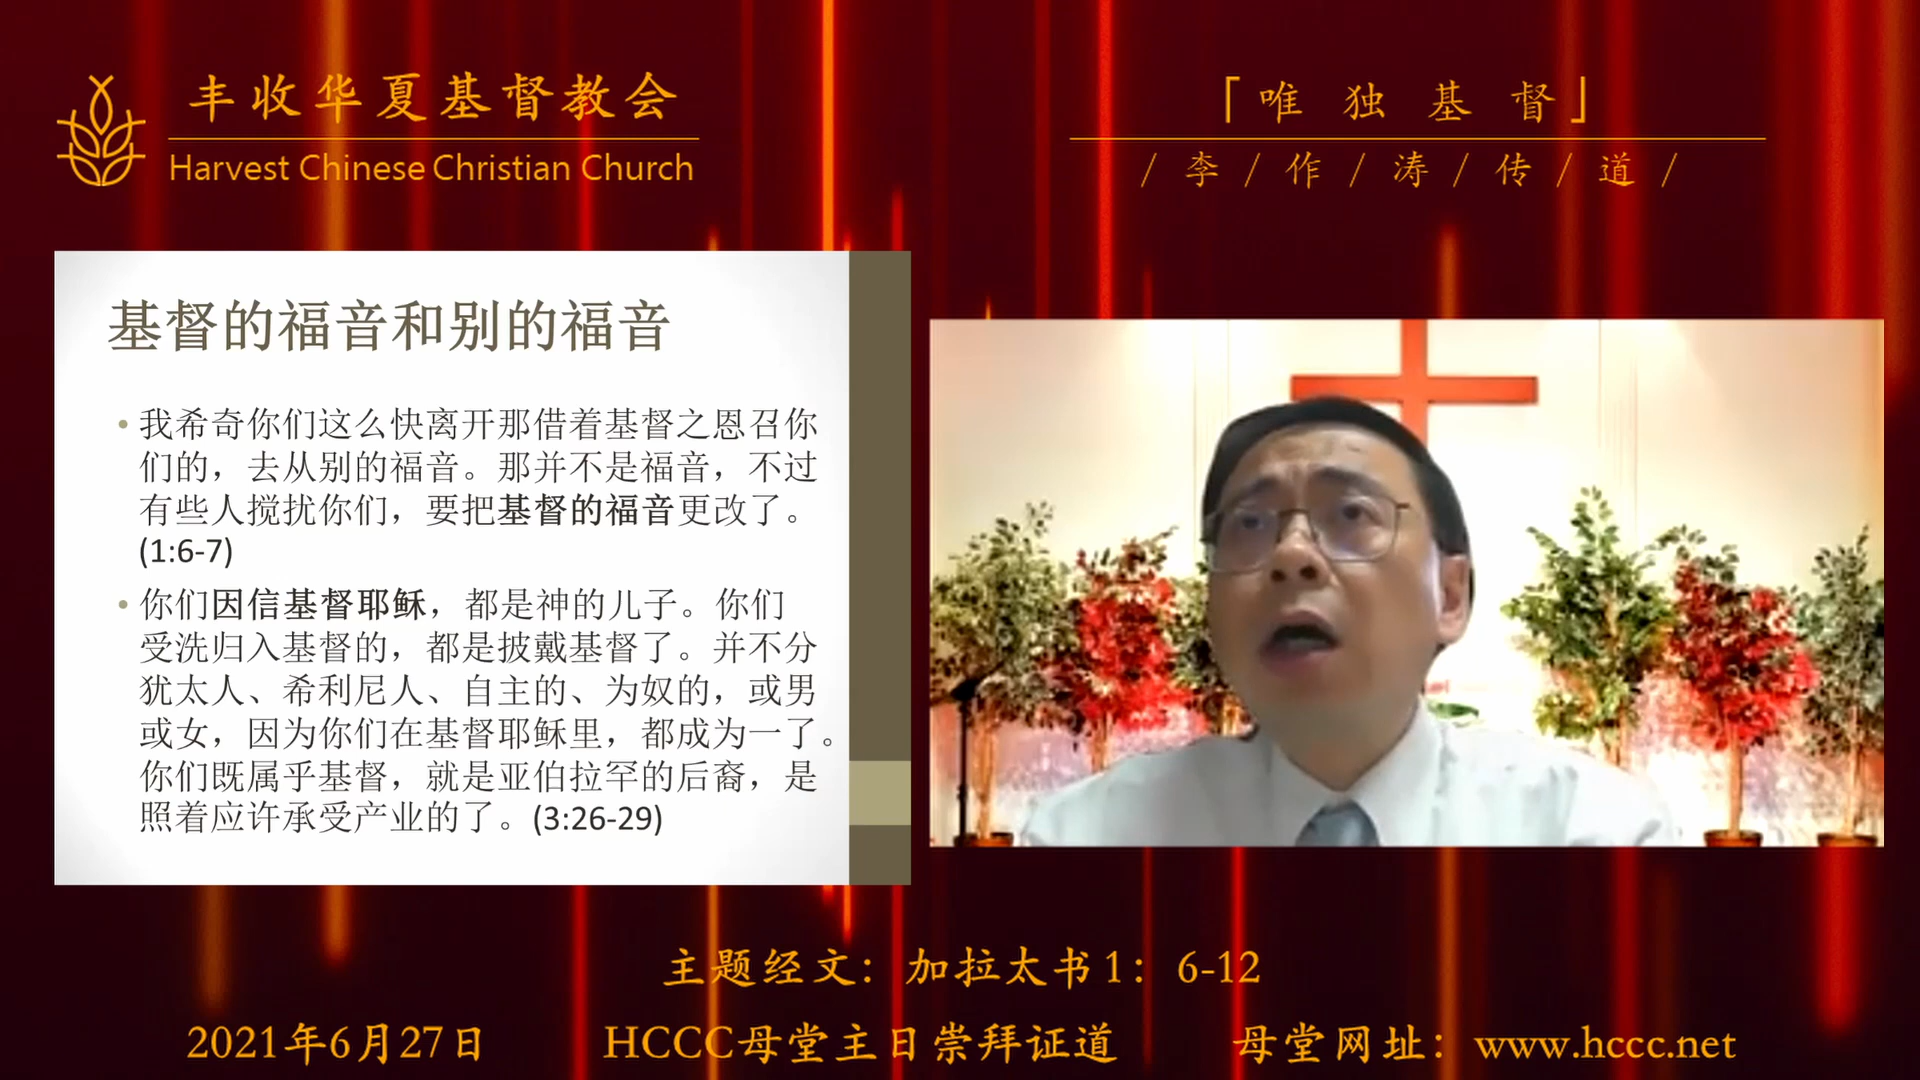 丰收华夏基督教会
Harvest Chinese Christian Church
「唯独基督」
/李/作/涛/传/道/
基督的福音和别的福音
•我希奇你们这么快离开那借着基督之恩召你
们的，去从别的福音。那并不是福音，不过
有些人搅扰你们，要把基督的福音更改了。
(1:6-7)
•你们因信基督耶稣，都是神的儿子。你们
受洗归入基督的，都是披戴基督了。并不分
犹太人、希利尼人、自主的、为奴的，或男
或女，因为你们在基督耶稣里，都成为一了。
你们既属乎基督，就是亚伯拉罕的后裔，是
照着应许承受产业的了。(3:26-29)
主题经文：加拉太书1：6-12
2021年6月27日
HCCC母堂主日崇拜证道
母堂网址：www.hccc.net